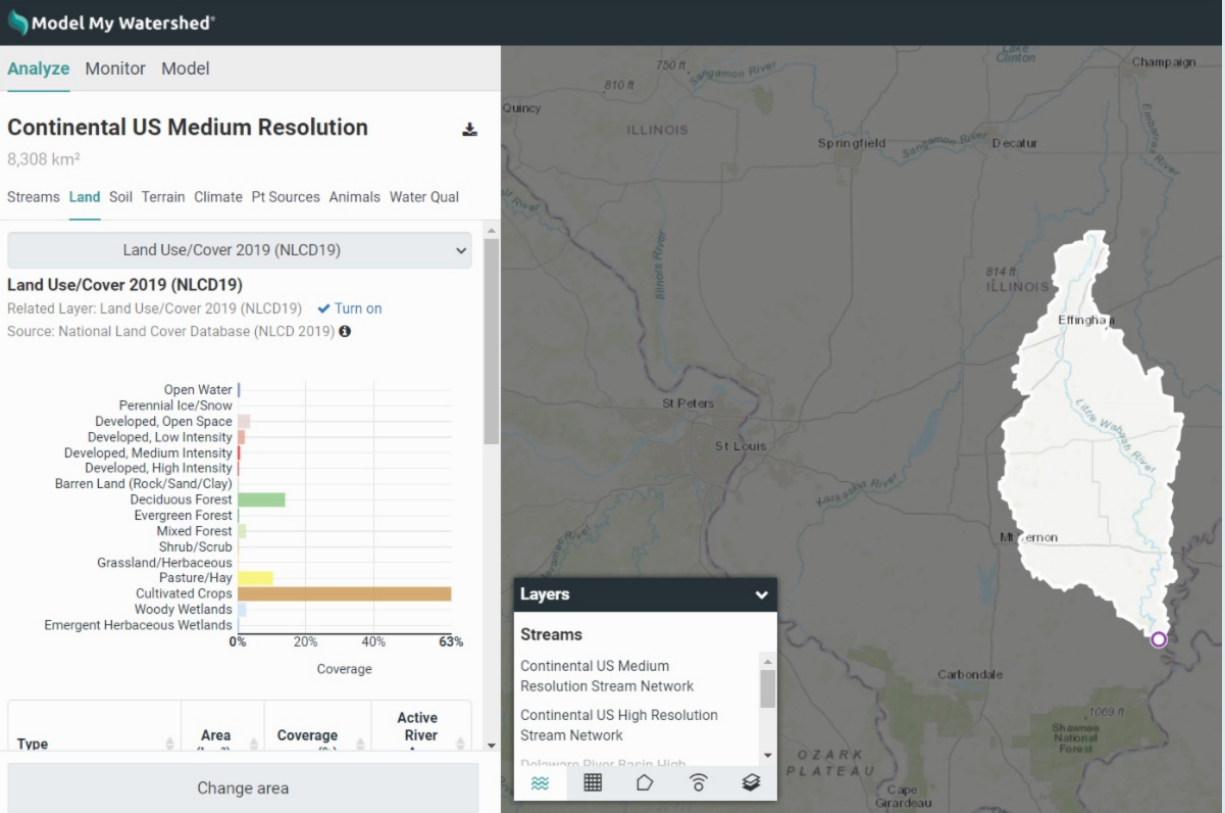 Model My Watershed®
Analyze Monitor Model
Continental US Medium Resolution
8,308 km²
Streams Land Soil Terrain Climate Pt Sources Animals Water Qual
Land Use/Cover 2019 (NLCD19)
Land Use/Cover 2019 (NLCD19)
Related Layer: Land Use/Cover 2019 (NLCD19) Turn on
Source: National Land Cover Database (NLCD 2019)
Open Water
Perennial Ice/Snow
Developed, Open Space
Developed, Low Intensity
Developed, Medium Intensity
Developed, High Intensity
Barren Land (Rock/Sand/Clay)
Deciduous Forest
Evergreen Forest
Mixed Forest
Shrub/Scrub
Grassland/Herbaceous
Pasture/Hay
Cultivated Crops
Woody Wetlands
Emergent Herbaceous Wetlands
0% 20% 40% 63%
Coverage
Type Area Coverage Active
River
Change area
Lake
Clinton
Champaign
750 ft
Sangamon River
810 ft
Quincy
ILLINOIS
Springfield
Sangamon River
Decatur
Embarras
River
Illinois River
814 ft
ILLINOIS
Effingha
St Peters
Little Wabash River
St Louis
Kaskaskia River
River
Mt ernon
Carbondale
1069 ft
Shawnee
National
Forest
OZARK
PLATEAU
Cape
Girardeau
Layers
Streams
Continental US Medium
Resolution Stream Network
Continental US High Resolution
Stream Network
Delaware River Basin High